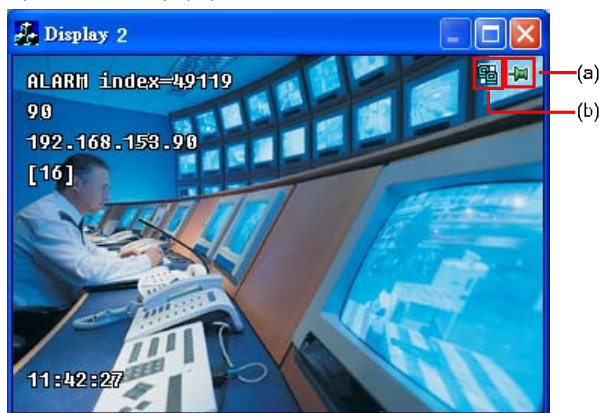 Display 2
ALARM index=49119
90
192.168.153.90
[16]
11:42:27
(a)
(b)